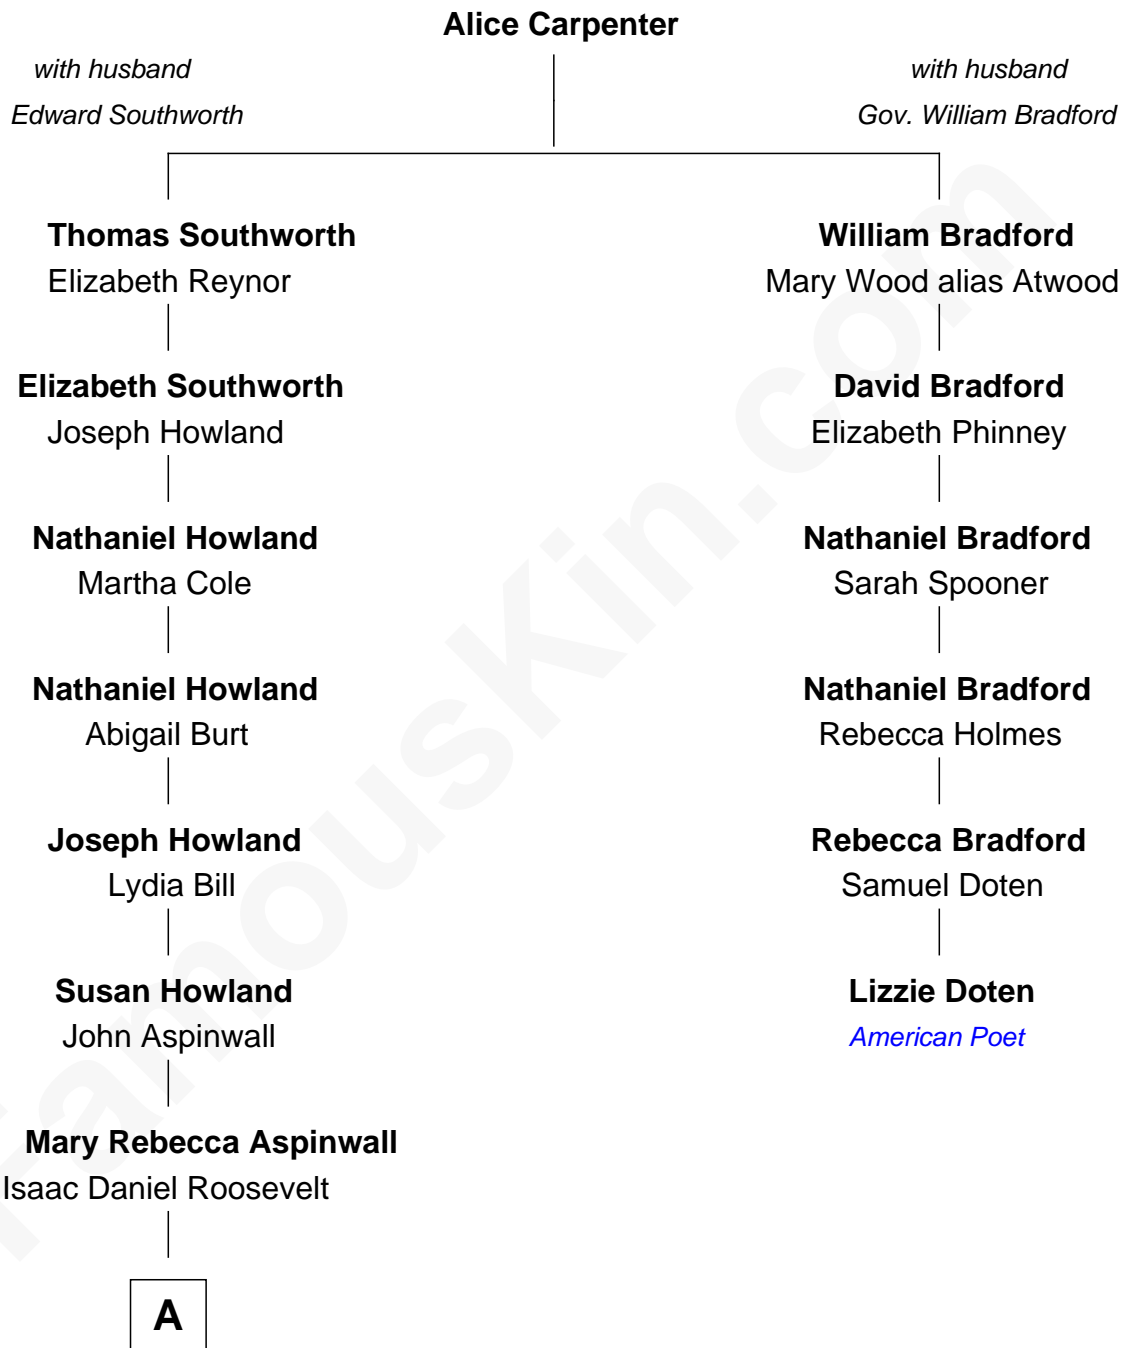 Alice Carpenter
with husband
Edward Southworth
with husband
Gov. William Bradford
Thomas Southworth
Elizabeth Reynor
William Bradford
Mary Wood alias Atwood
Elizabeth Southworth
Joseph Howland
David Bradford
Elizabeth Phinney
Nathaniel Howland
Martha Cole
Nathaniel Bradford
Sarah Spooner
Nathaniel Howland
Abigail Burt
Nathaniel Bradford
Rebecca Holmes
Joseph Howland
Lydia Bill
Rebecca Bradford
Samuel Doten
Susan Howland
John Aspinwall
Lizzie Doten
American Poet
Mary Rebecca Aspinwall
Isaac Daniel Roosevelt
A
FamousKin.com